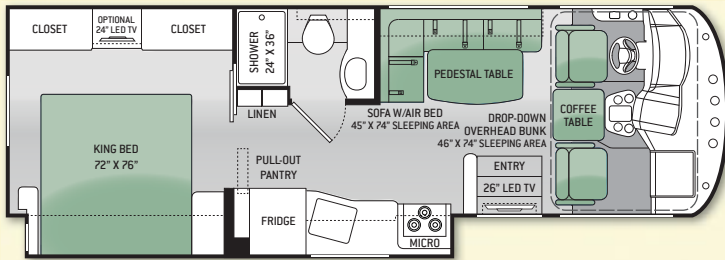 CLOSET
OPTIONAL
24" LED TV
CLOSET
SHOWER
24" X 36"
LINEN
PEDESTAL TABLE
SOFA W/AIR BED
45" X 74" SLEEPING AREA
DROP-DOWN
OVERHEAD BUNK
46" X 74" SLEEPING AREA
COFFEE
TABLE
KING BED
72" X 76"
PULL-OUT
PANTRY
ENTRY
26" LED TV
FRIDGE
MICRO